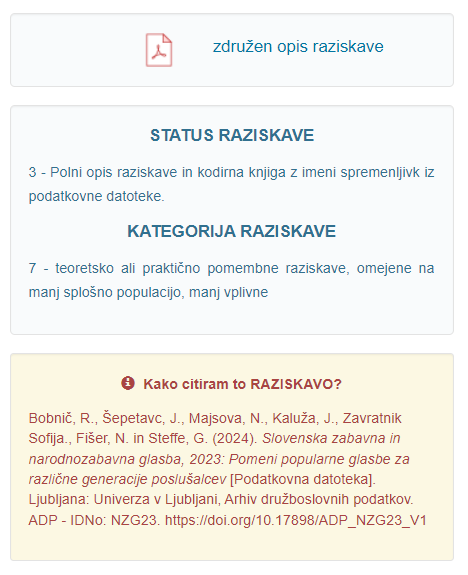 združen opis raziskave
STATUS RAZISKAVE
3 - Polni opis raziskave in kodirna knjiga z imeni spremenljivk iz
podatkovne datoteke.
KATEGORIJA RAZISKAVE
7 - teoretsko ali praktično pomembne raziskave, omejene na
manj splošno populacijo, manj vplivne
Kako citiram to RAZISKAVO?
Bobnič, R., Šepetavc, J., Majsova, N., Kaluža, J., Zavratnik
Sofija., Fišer, N. in Steffe, G. (2024). Slovenska zabavna in
narodnozabavna glasba, 2023: Pomeni popularne glasbe za
različne generacije poslušalcev [Podatkovna datoteka].
Ljubljana: Univerza v Ljubljani, Arhiv družboslovnih podatkov.
ADP - IDNo: NZG23. https://doi.org/10.17898/ADP_NZG23_V1